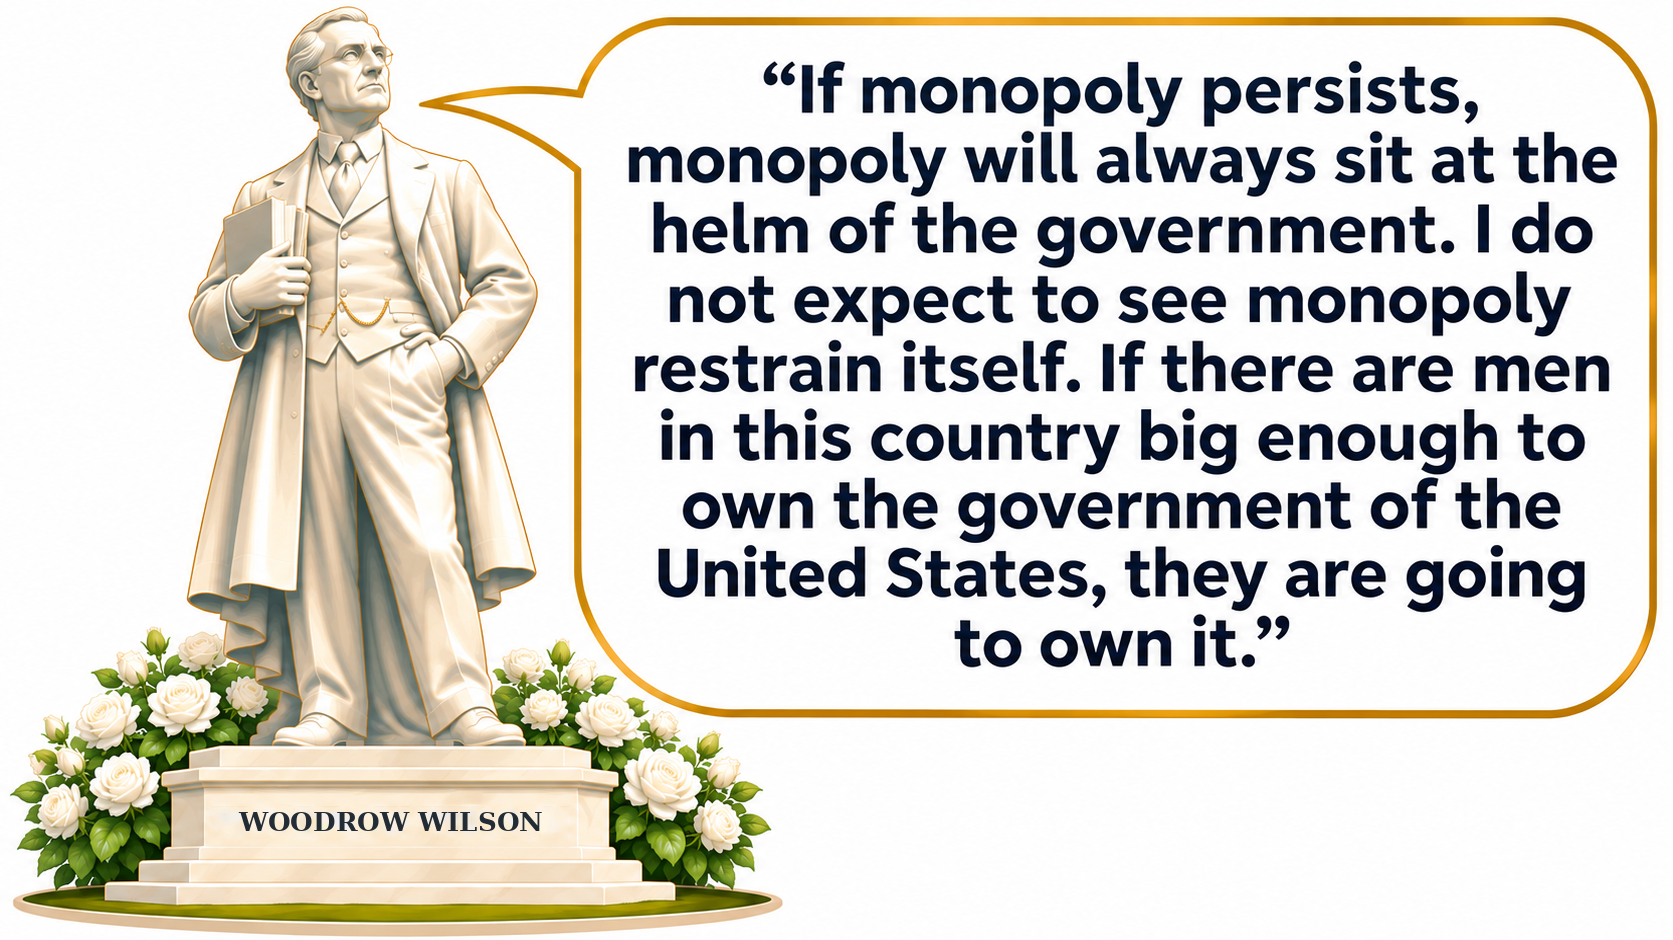 “If monopoly persists,
monopoly will always sit at the
helm of the government. I do
not expect to see monopoly
restrain itself. If there are men
in this country big enough to
own the government of the
United States, they are going
to own it.”
WOODROW WILSON